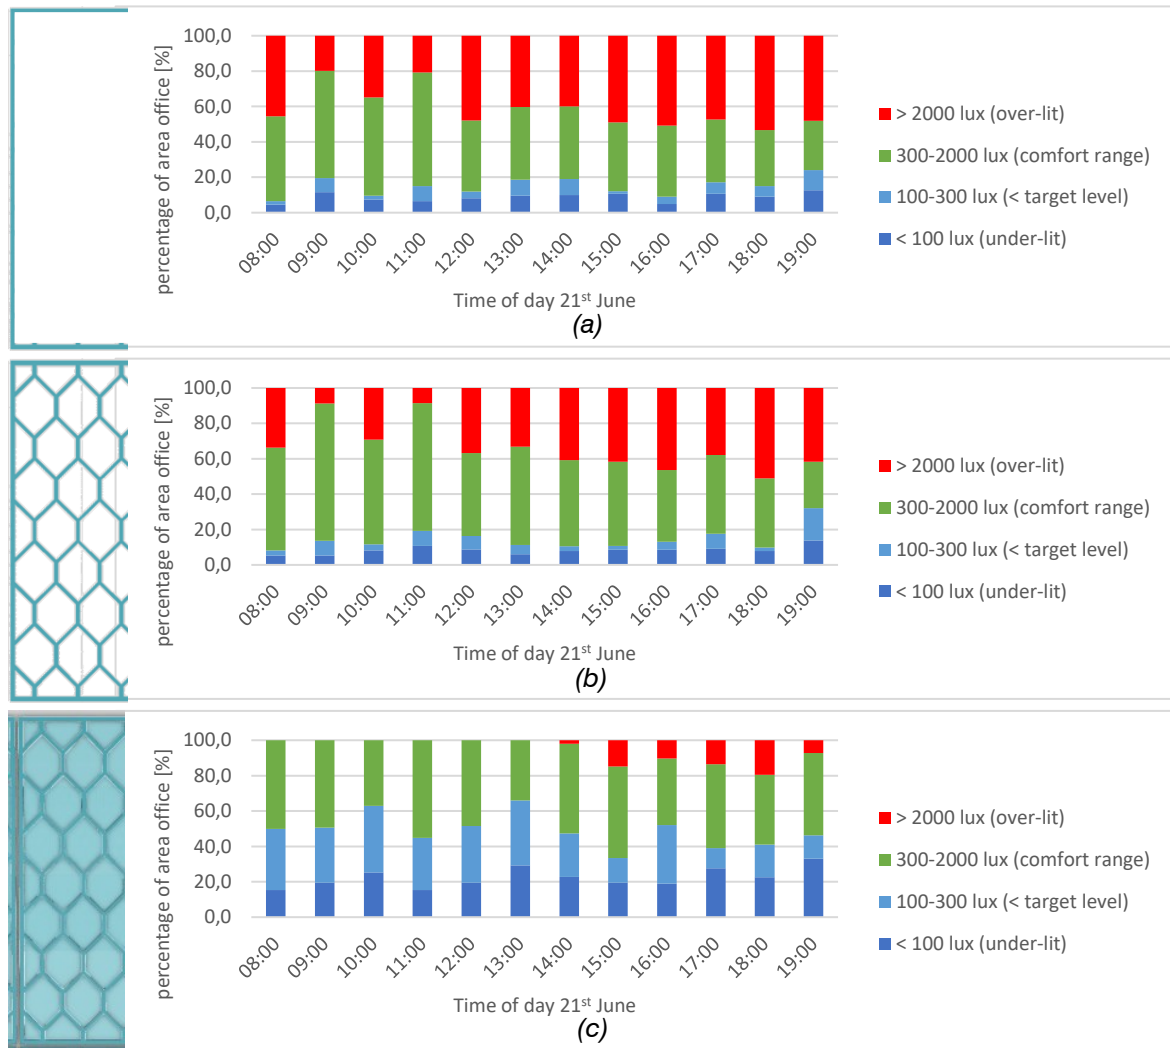 percentage of area office [%]
100,0
80,0
60,0
40,0
20,0
0,0
08:00
09:00
10:00
11:00
12:00
13:00
14:00
15:00
16:00
17:00
18:00
19:00
Time of day 21st June
> 2000 lux (over-lit)
300-2000 lux (comfort range)
100-300 lux (< target level)
< 100 lux (under-lit)
(a)
percentage of area office [%]
100,0
80,0
60,0
40,0
20,0
0,0
08:00
09:00
10:00
11:00
12:00
13:00
14:00
15:00
16:00
17:00
18:00
19:00
Time of day 21st June
> 2000 lux (over-lit)
300-2000 lux (comfort range)
100-300 lux (< target level)
< 100 lux (under-lit)
(b)
percentage of area office [%]
100,0
80,0
60,0
40,0
20,0
0,0
08:00
09:00
10:00
11:00
12:00
13:00
14:00
15:00
16:00
17:00
18:00
19:00
Time of day 21st June
> 2000 lux (over-lit)
300-2000 lux (comfort range)
100-300 lux (< target level)
< 100 lux (under-lit)
(c)